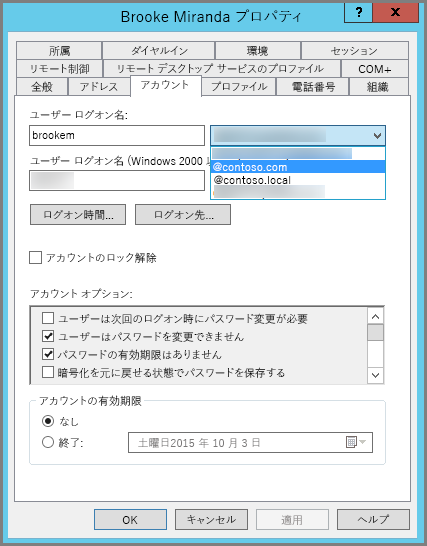 Brooke Miranda プロパティ
? x
所属 ダイヤルイン 環境 セッション
リモート制御 リモート デスクトップ サービスのプロファイル COM+
全般 アドレス アカウント プロファイル 電話番号 組織
ユーザー ログオン名:
brookem
ユーザー ログオン名 (Windows 2000
@contoso.com
@contoso.local
ログオン時間... ログオン先...
アカウントのロック解除
アカウント オプション:
ユーザーは次回のログオン時にパスワード変更が必要
ユーザーはパスワードを変更できません
パスワードの有効期限はありません
暗号化を元に戻せる状態でパスワードを保存する
アカウントの有効期限
なし
終了: 土曜日2015 年 10 月 3 日
OK キャンセル 適用 ヘルプ